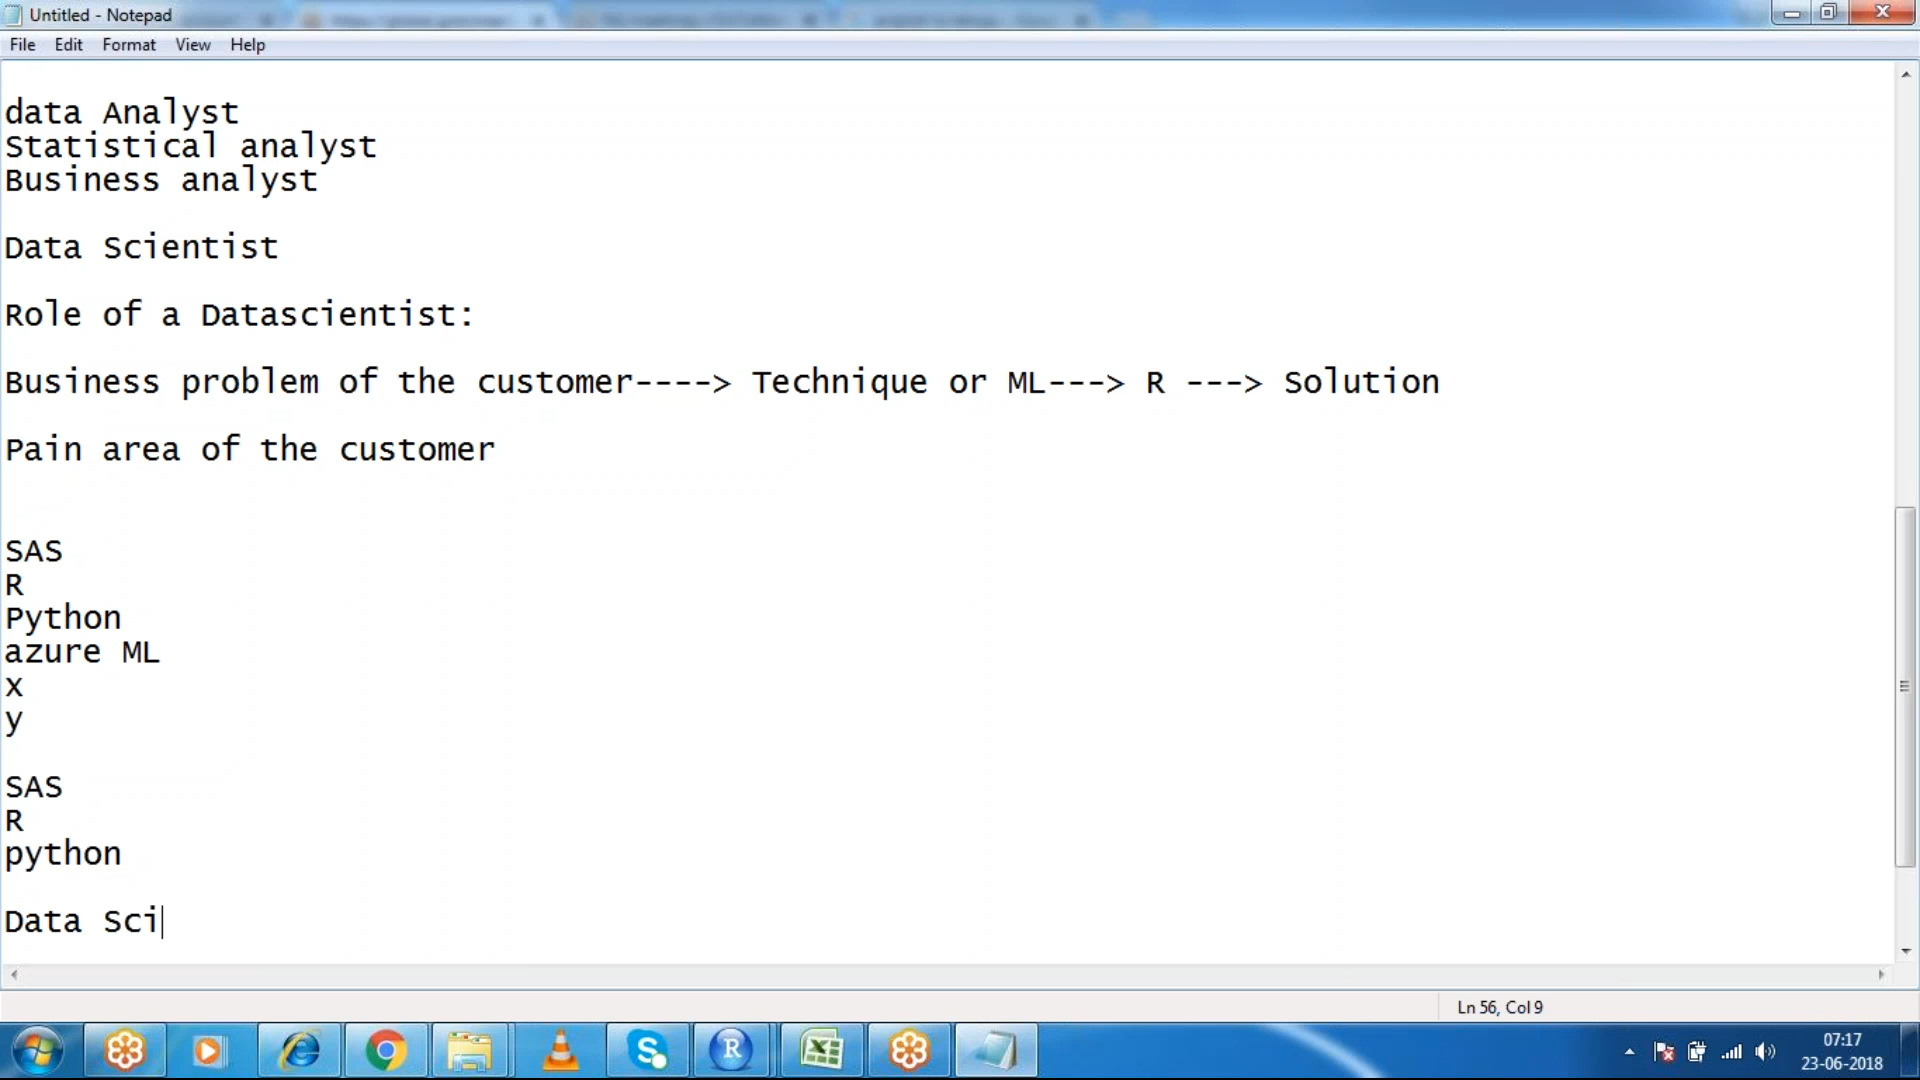 Untitled - Notepad
File Edit Format View Help
data Analyst
Statistical analyst
Business analyst
Data Scientist
Role of a Datascientist:
Business problem of the customer----> Technique or ML---> R ---> Solution
Pain area of the customer
SAS
R
Python
azure ML
x
y
SAS
R
python
Data Sci
Ln 56, Col 9
07:17
23-06-2018